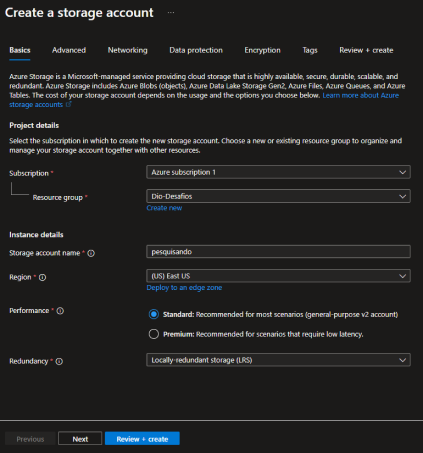 Create a storage account ...
Basics Advanced Networking Data protection Encryption Tags Review + create
Azure Storage is a Microsoft-managed service providing cloud storage that is highly available, secure, durable, scalable, and
redundant. Azure Storage includes Azure Blobs (objects), Azure Data Lake Storage Gen2, Azure Files, Azure Queues, and Azure
Tables. The cost of your storage account depends on the usage and the options you choose below. Learn more about Azure
storage accounts
Project details
Select the subscription in which to create the new storage account. Choose a new or existing resource group to organize and
manage your storage account together with other resources.
Subscription * Azure subscription 1
Resource group * Dio-Desafios
Create new
Instance details
Storage account name * pesquisando
Region * (US) East US
Deploy to an edge zone
Performance * Standard: Recommended for most scenarios (general-purpose v2 account)
Premium: Recommended for scenarios that require low latency.
Redundancy * Locally-redundant storage (LRS)
Previous Next Review + create